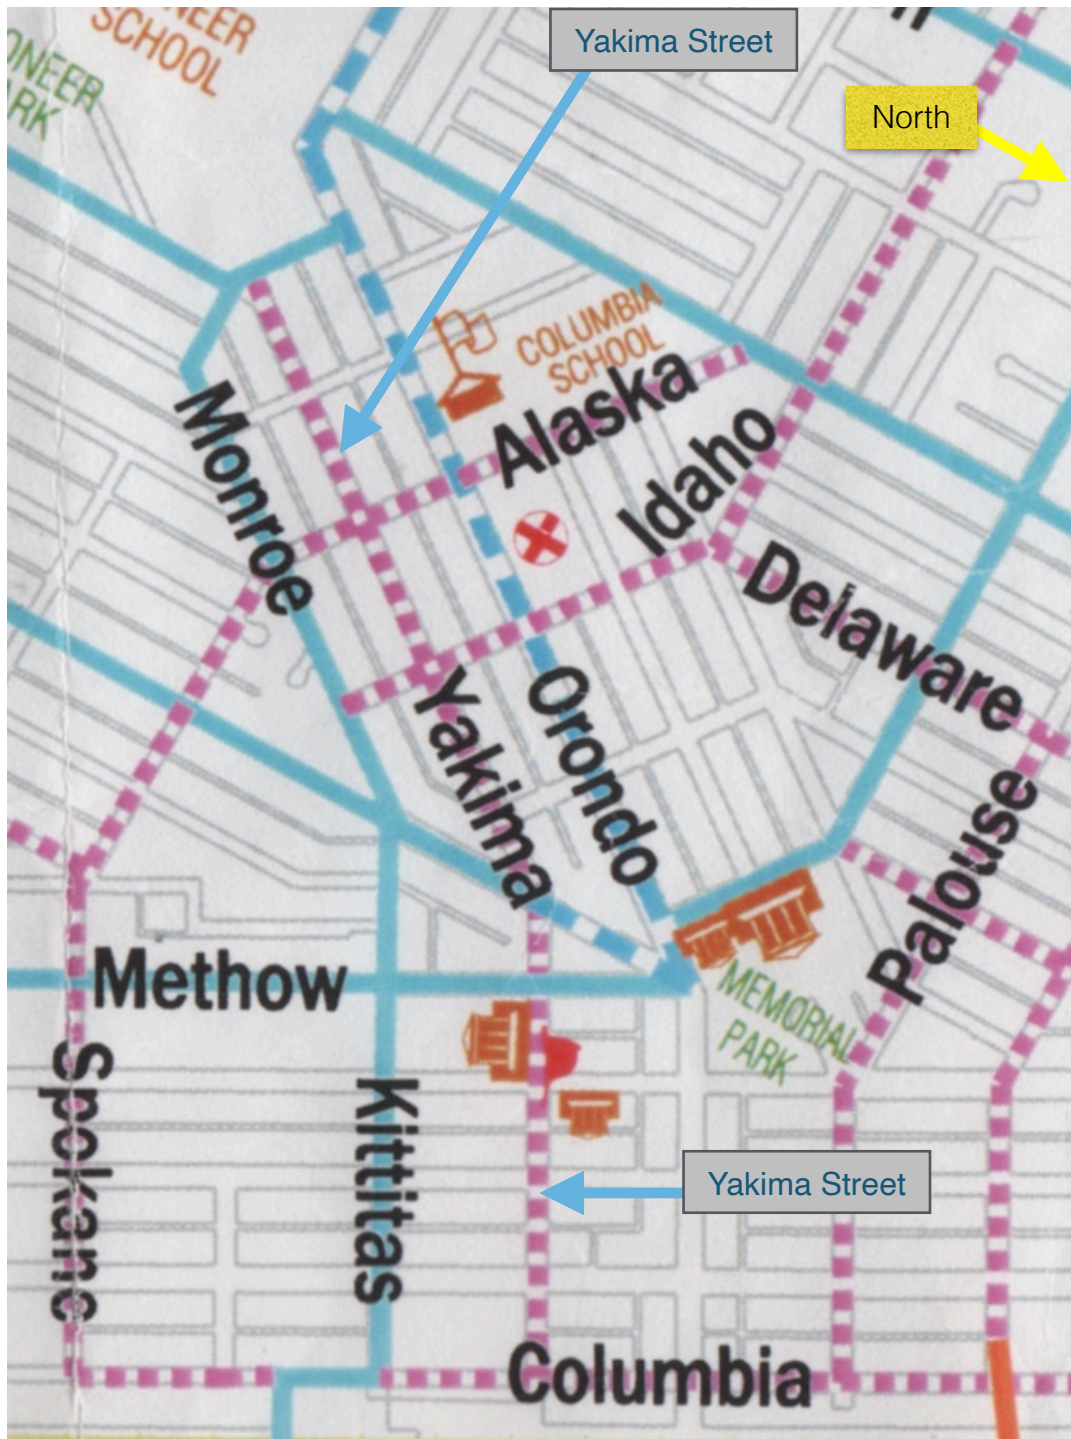 Yakima Street
North
COLUMBIA
SCHOOL
Alaska
Idaho
Monroe
Delaware
Yakima
Orondo
Palouse
Methow
MEMORIAL
PARK
Spokane
Kittitas
Yakima Street
Columbia
SCHOOL